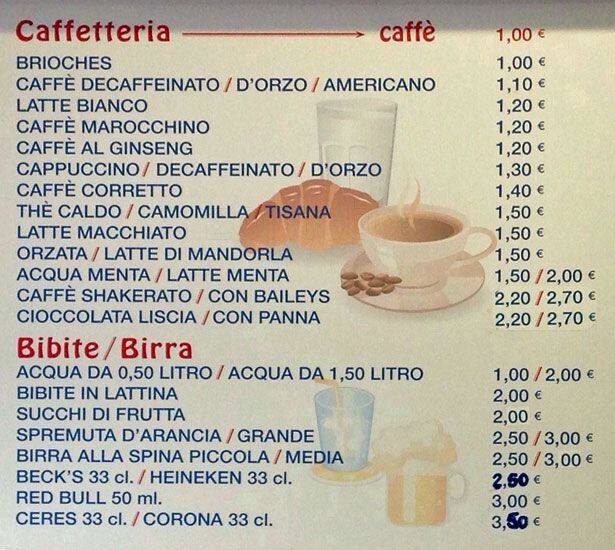 Caffetteria caffè 1,00 €
BRIOCHES 1,00 €
CAFFÈ DECAFFEINATO / D'ORZO / AMERICANO 1,10 €
LATTE BIANCO 1,20 €
CAFFÈ MAROCCHINO 1,20 €
CAFFÈ AL GINSENG 1,20 €
CAPPUCCINO / DECAFFEINATO / D'ORZO 1,30 €
CAFFÈ CORRETTO 1,40 €
THÈ CALDO / CAMOMILLA / TISANA 1,50 €
LATTE MACCHIATO 1,50 €
ORZATA / LATTE DI MANDORLA 1,50 €
ACQUA MENTA / LATTE MENTA 1,50 / 2,00 €
CAFFÈ SHAKERATO / CON BAILEYS 2,20 / 2,70 €
CIOCCOLATA LISCIA / CON PANNA 2,20 / 2,70 €
Bibite / Birra
ACQUA DA 0,50 LITRO / ACQUA DA 1,50 LITRO 1,00 / 2,00 €
BIBITE IN LATTINA 2,00 €
SUCCHI DI FRUTTA 2,00 €
SPREMUTA D'ARANCIA / GRANDE 2,50 / 3,00 €
BIRRA ALLA SPINA PICCOLA / MEDIA 2,50 / 3,00 €
BECK'S 33 cl. / HEINEKEN 33 cl. 2,50 €
RED BULL 50 ml. 3,00 €
CERES 33 cl. / CORONA 33 cl. 3,50 €